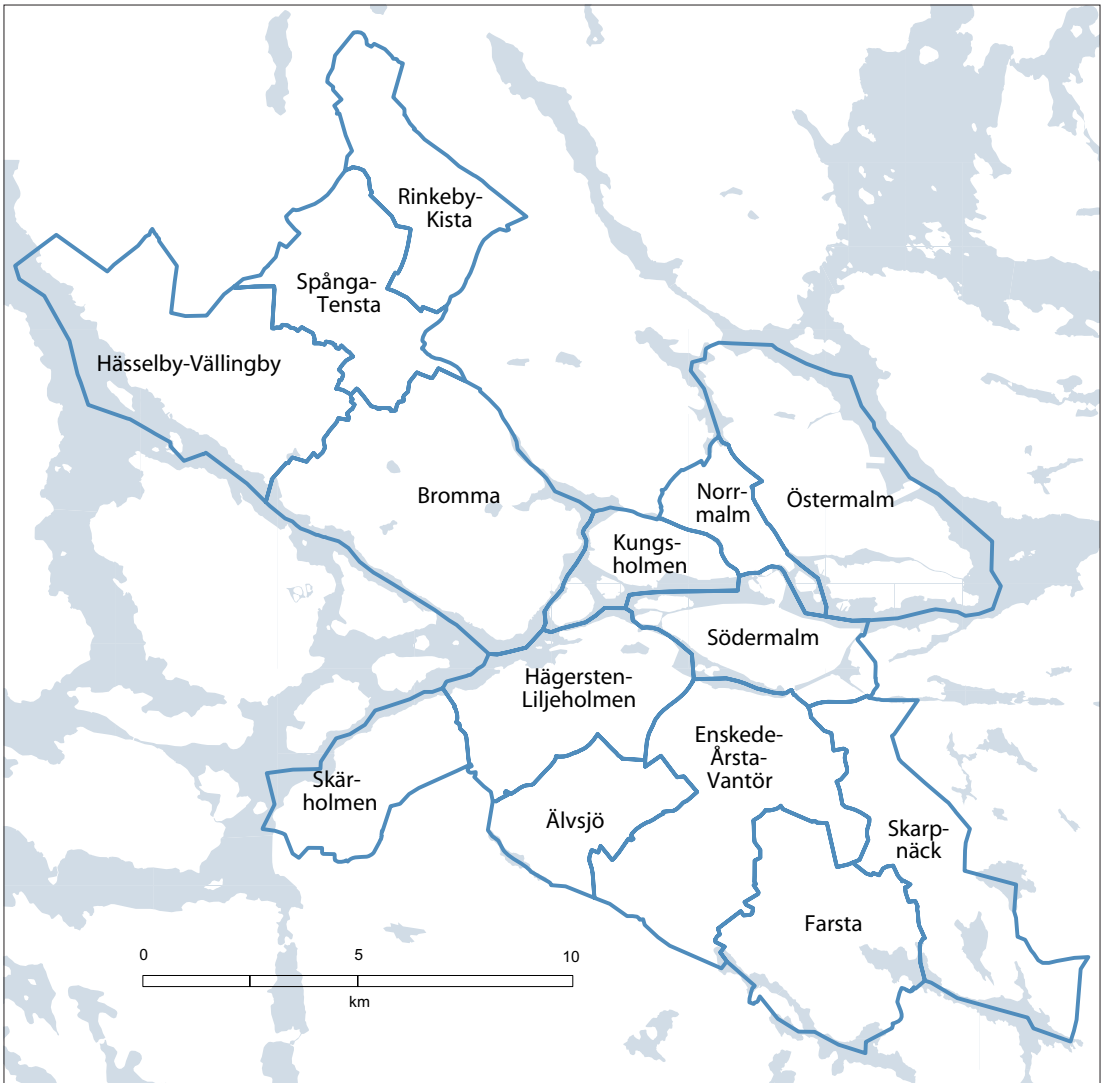 Rinkeby-
Kista
Spånga-
Tensta
Hässelby-Vällingby
Bromma
Norr-
malm
Östermalm
Kungs-
holmen
Södermalm
Hägersten-
Liljeholmen
Enskede-
Årsta-
Vantör
Skär-
holmen
Älvsjö
Skarp-
näck
Farsta
0 5 10
km